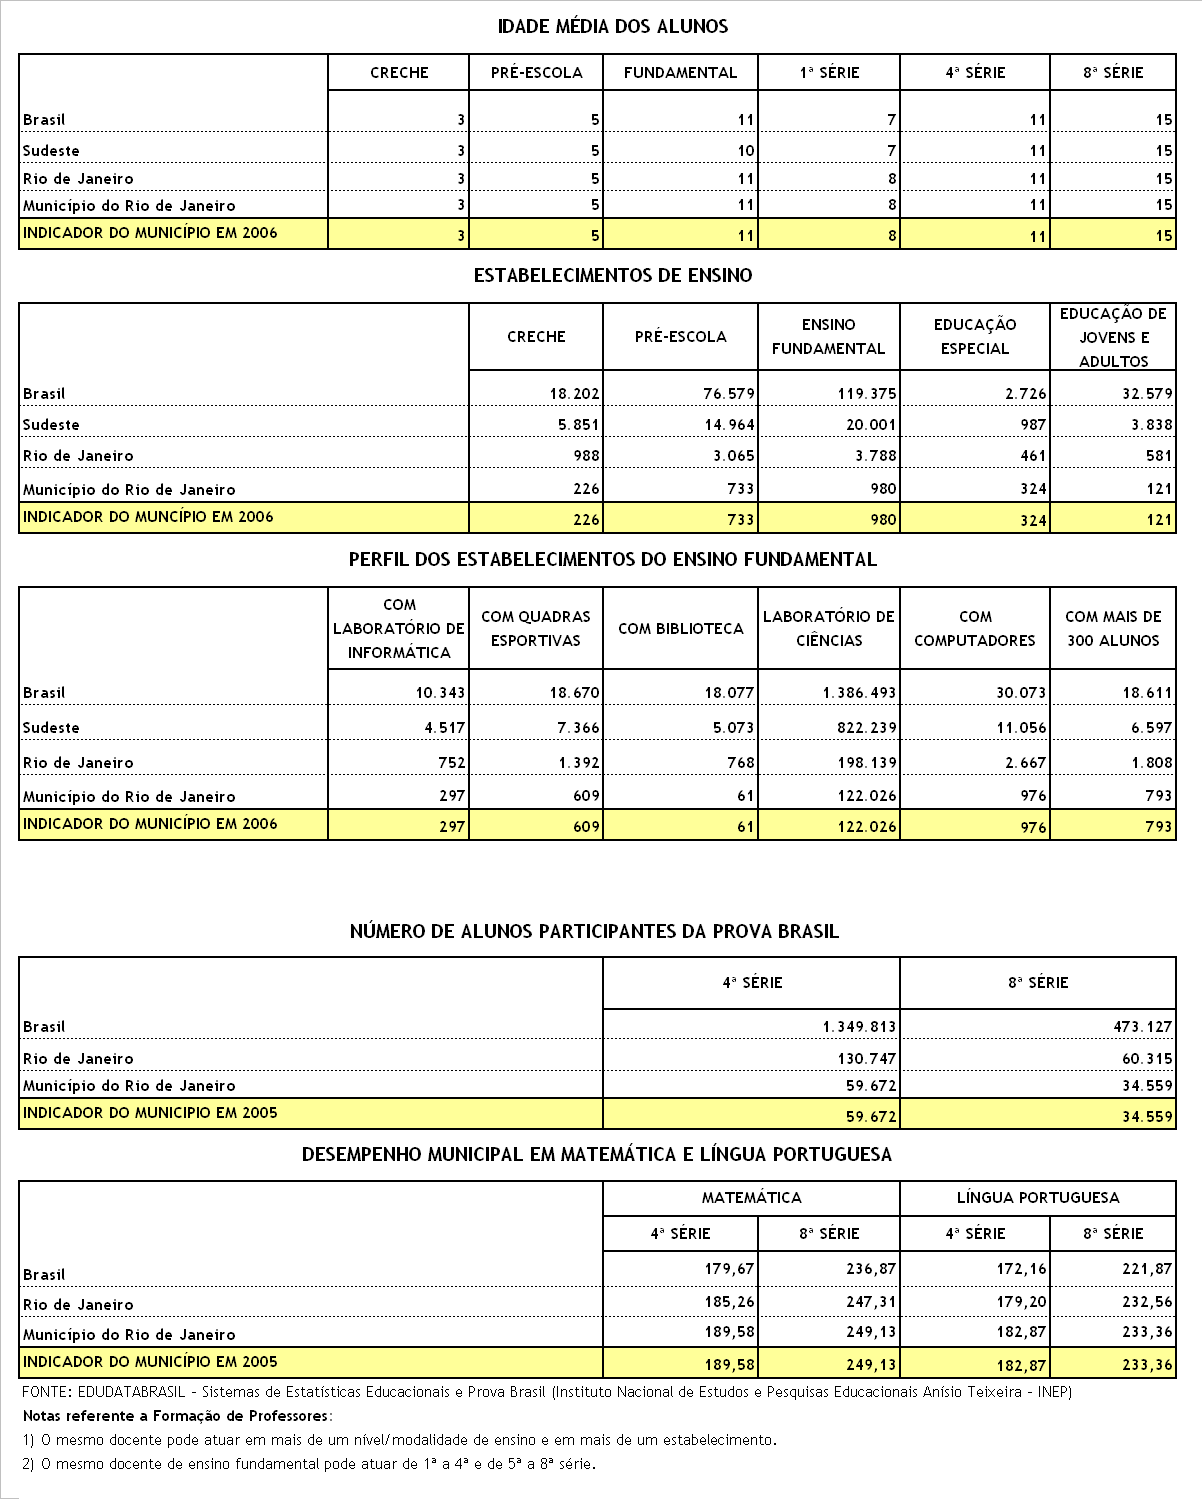 IDADE MÉDIA DOS ALUNOS
CRECHE PRÉ-ESCOLA FUNDAMENTAL 1ª SÉRIE 4ª SÉRIE 8ª SÉRIE
Brasil 3 5 11 7 11 15
Sudeste 3 5 10 7 11 15
Rio de Janeiro 3 5 11 8 11 15
Município do Rio de Janeiro 3 5 11 8 11 15
INDICADOR DO MUNICÍPIO EM 2006 3 5 11 8 11 15
ESTABELECIMENTOS DE ENSINO
CRECHE PRÉ-ESCOLA ENSINO FUNDAMENTAL EDUCAÇÃO ESPECIAL EDUCAÇÃO DE JOVENS E ADULTOS
Brasil 18.202 76.579 119.375 2.726 32.579
Sudeste 5.851 14.964 20.001 987 3.838
Rio de Janeiro 988 3.065 3.788 461 581
Município do Rio de Janeiro 226 733 980 324 121
INDICADOR DO MUNCÍPIO EM 2006 226 733 980 324 121
PERFIL DOS ESTABELECIMENTOS DO ENSINO FUNDAMENTAL
COM LABORATÓRIO DE INFORMÁTICA COM QUADRAS ESPORTIVAS COM BIBLIOTECA LABORATÓRIO DE CIÊNCIAS COM COMPUTADORES COM MAIS DE 300 ALUNOS
Brasil 10.343 18.670 18.077 1.386.493 30.073 18.611
Sudeste 4.517 7.366 5.073 822.239 11.056 6.597
Rio de Janeiro 752 1.392 768 198.139 2.667 1.808
Município do Rio de Janeiro 297 609 61 122.026 976 793
INDICADOR DO MUNICÍPIO EM 2006 297 609 61 122.026 976 793
NÚMERO DE ALUNOS PARTICIPANTES DA PROVA BRASIL
4ª SÉRIE 8ª SÉRIE
Brasil 1.349.813 473.127
Rio de Janeiro 130.747 60.315
Município do Rio de Janeiro 59.672 34.559
INDICADOR DO MUNICIPIO EM 2005 59.672 34.559
DESEMPENHO MUNICIPAL EM MATEMÁTICA E LÍNGUA PORTUGUESA
MATEMÁTICA LÍNGUA PORTUGUESA
4ª SÉRIE 8ª SÉRIE 4ª SÉRIE 8ª SÉRIE
Brasil 179,67 236,87 172,16 221,87
Rio de Janeiro 185,26 247,31 179,20 232,56
Município do Rio de Janeiro 189,58 249,13 182,87 233,36
INDICADOR DO MUNICÍPIO EM 2005 189,58 249,13 182,87 233,36
FONTE: EDUDATABRASIL - Sistemas de Estatísticas Educacionais e Prova Brasil (Instituto Nacional de Estudos e Pesquisas Educacionais Anísio Teixeira - INEP)
Notas referente a Formação de Professores:
1) O mesmo docente pode atuar em mais de um nível/modalidade de ensino e em mais de um estabelecimento.
2) O mesmo docente de ensino fundamental pode atuar de 1ª a 4ª e de 5ª a 8ª série.